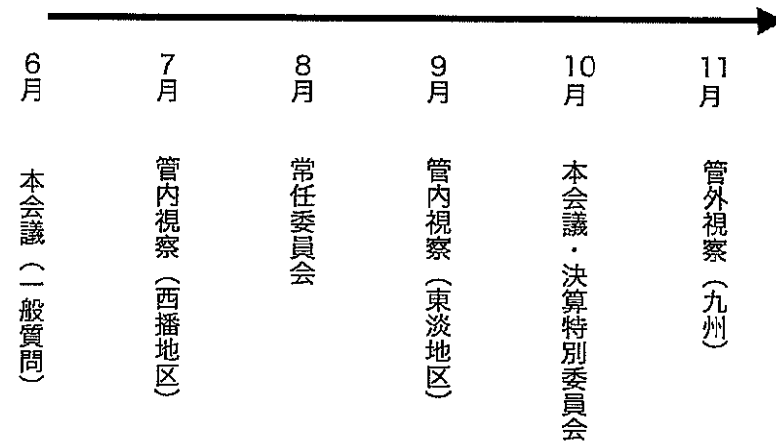 6月 本会議（一般質問）
7月 管内視察（西播地区）
8月 常任委員会
9月 管内視察（東淡地区）
10月 本会議・決算特別委員会
11月 管外視察（九州）